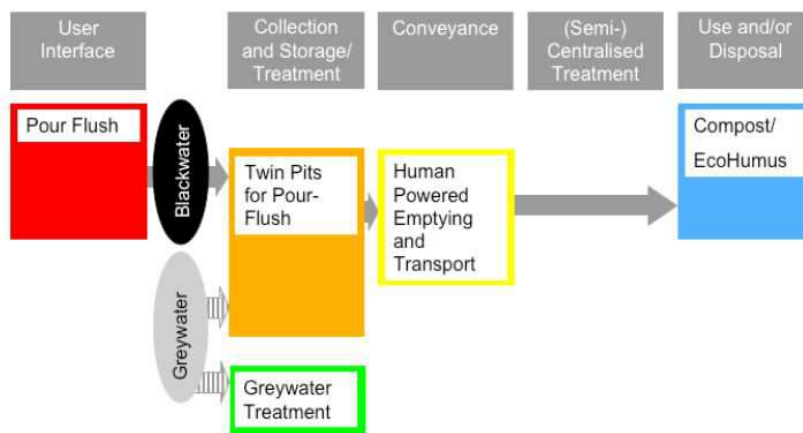 User
Interface
Collection
and Storage/
Treatment
Conveyance
(Semi-)
Centralised
Treatment
Use and/or
Disposal
Pour Flush
Blackwater
Twin Pits
for Pour-
Flush
Human
Powered
Emptying
and
Transport
Compost/
EcoHumus
Greywater
Greywater
Treatment